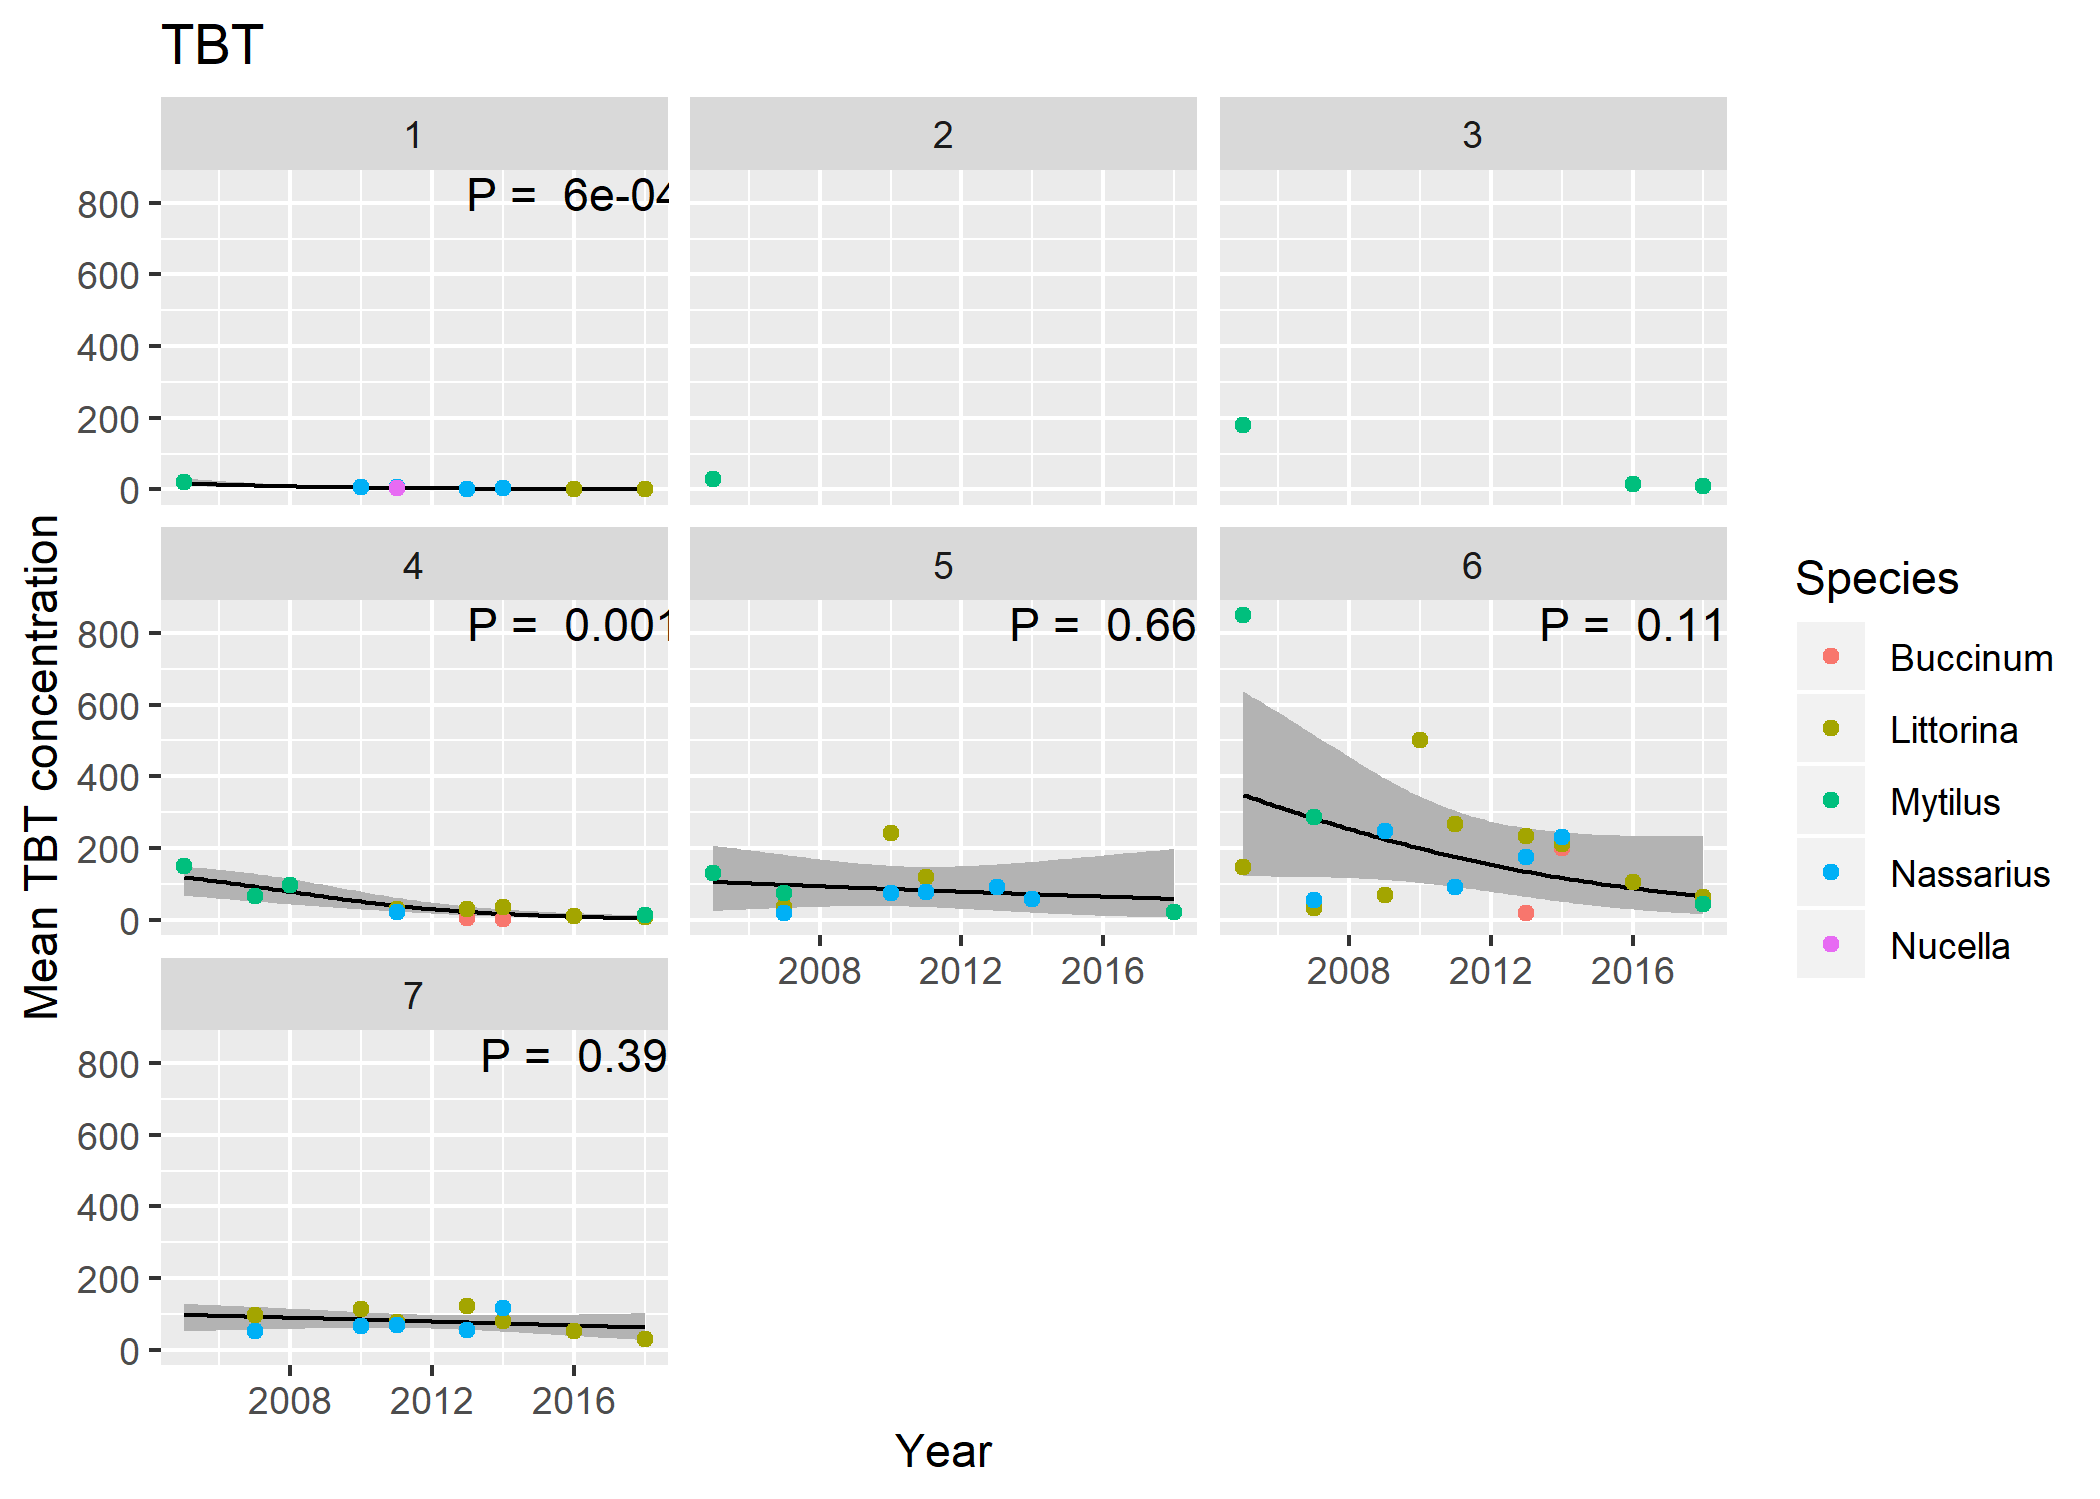 TBT
1
2
3
P = 6e-04
800
600
400
200
0
4
5
6
P = 0.001
P = 0.66
P = 0.11
800
600
400
200
0
2008
2012
2016
2008
2012
2016
7
P = 0.39
800
600
400
200
0
2008
2012
2016
Year
Mean TBT concentration
Species
Buccinum
Littorina
Mytilus
Nassarius
Nucella